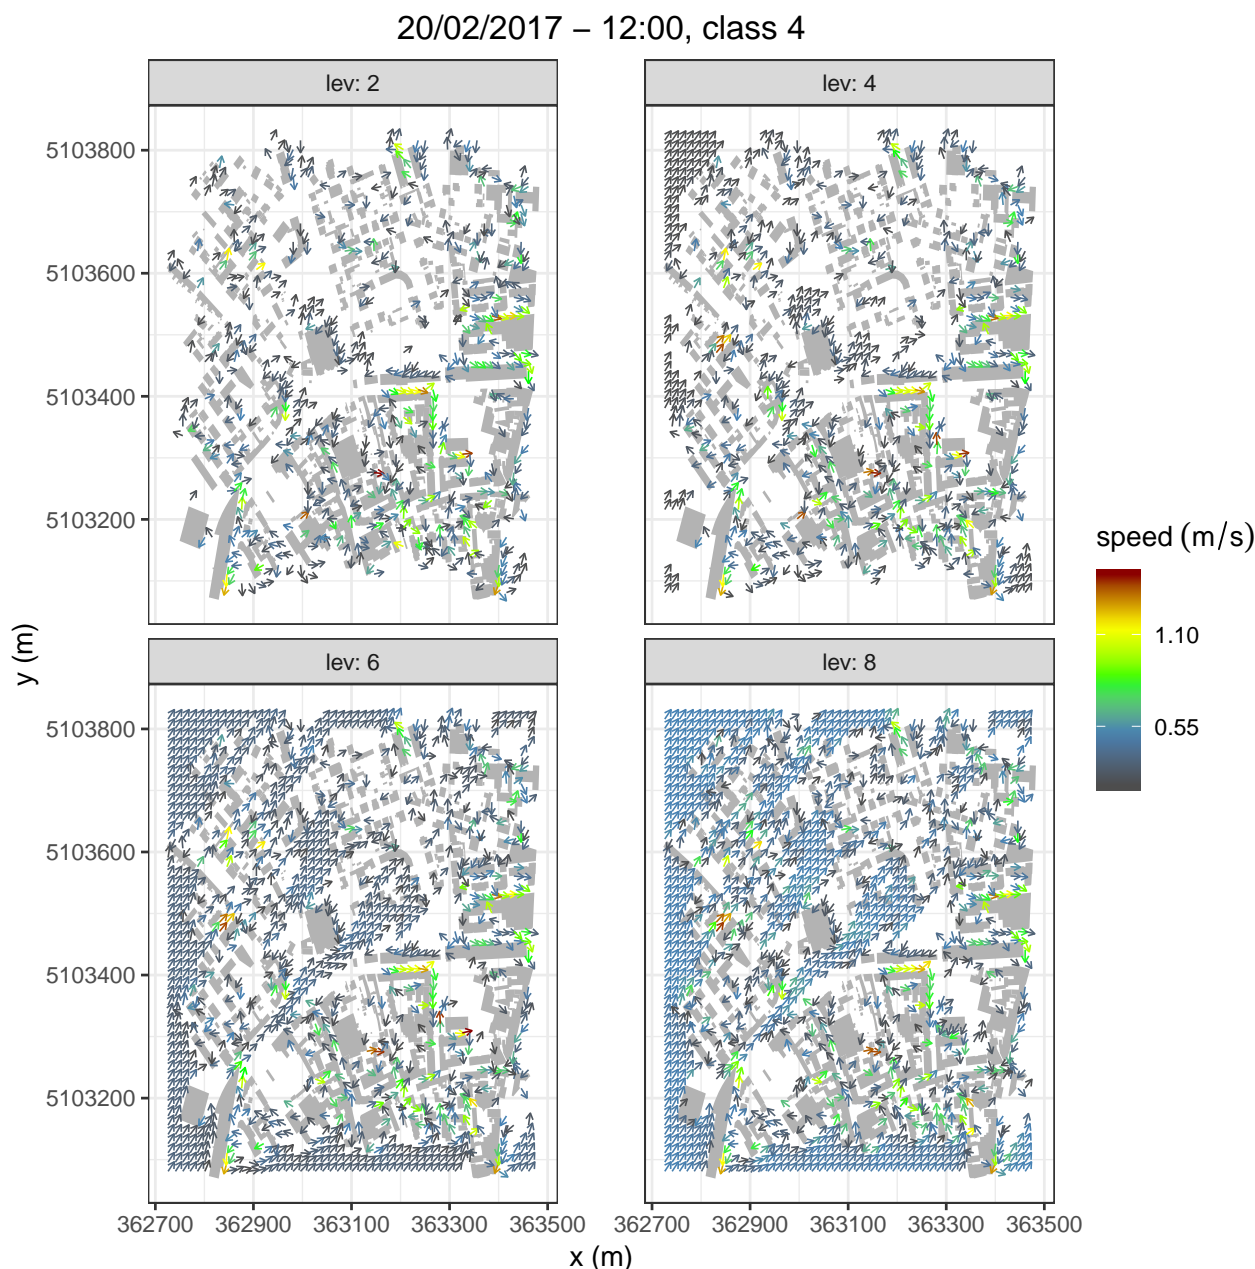 20/02/2017 – 12:00, class 4
lev: 2
lev: 4
5103800
5103600
5103400
5103200
lev: 6
lev: 8
5103800
5103600
5103400
5103200
y (m)
362700 362900 363100 363300 363500
362700 362900 363100 363300 363500
x (m)
speed (m/s)
1.10
0.55